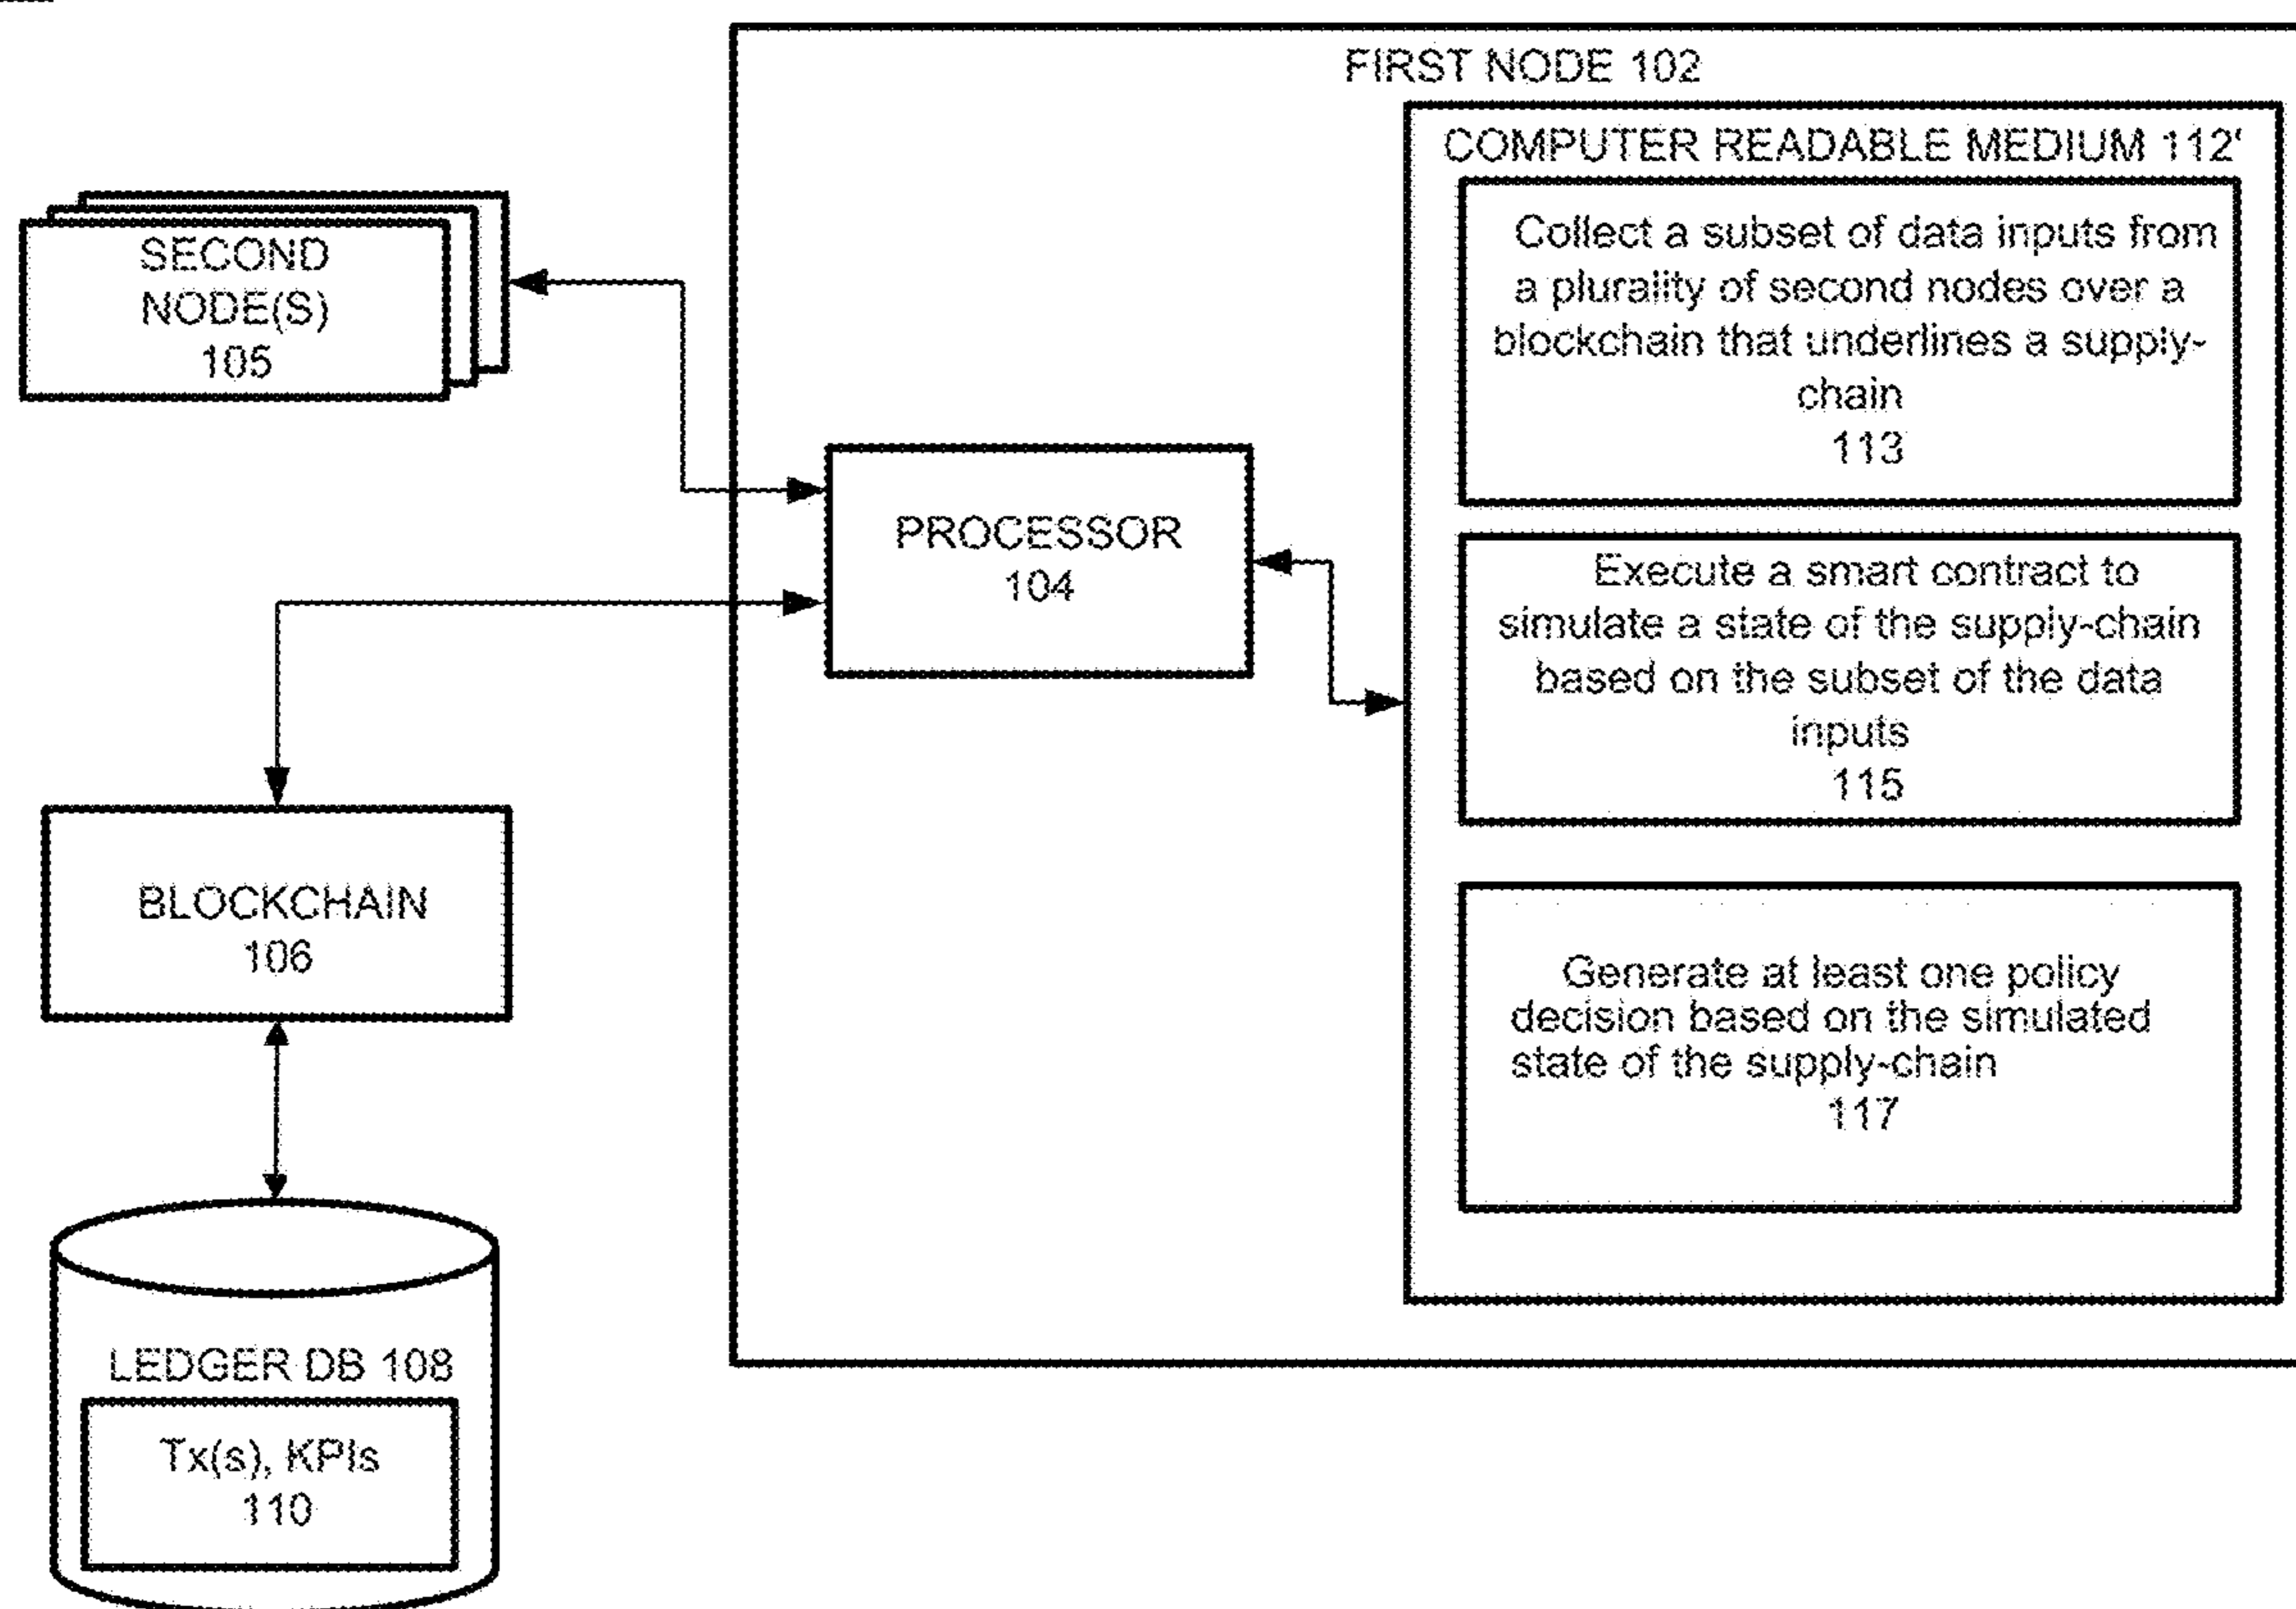 FIRST NODE 102
COMPUTER READABLE MEDIUM 112'
Collect a subset of data inputs from
a plurality of second nodes over a
blockchain that underlines a supply-
chain
113
SECOND
NODE(S)
105
PROCESSOR
104
Execute a smart contract to
simulate a state of the supply-chain
based on the subset of the data
inputs
115
BLOCKCHAIN
106
Generate at least one policy
decision based on the simulated
state of the supply-chain
117
LEDGER DB 108
Tx(s), KPIs
110